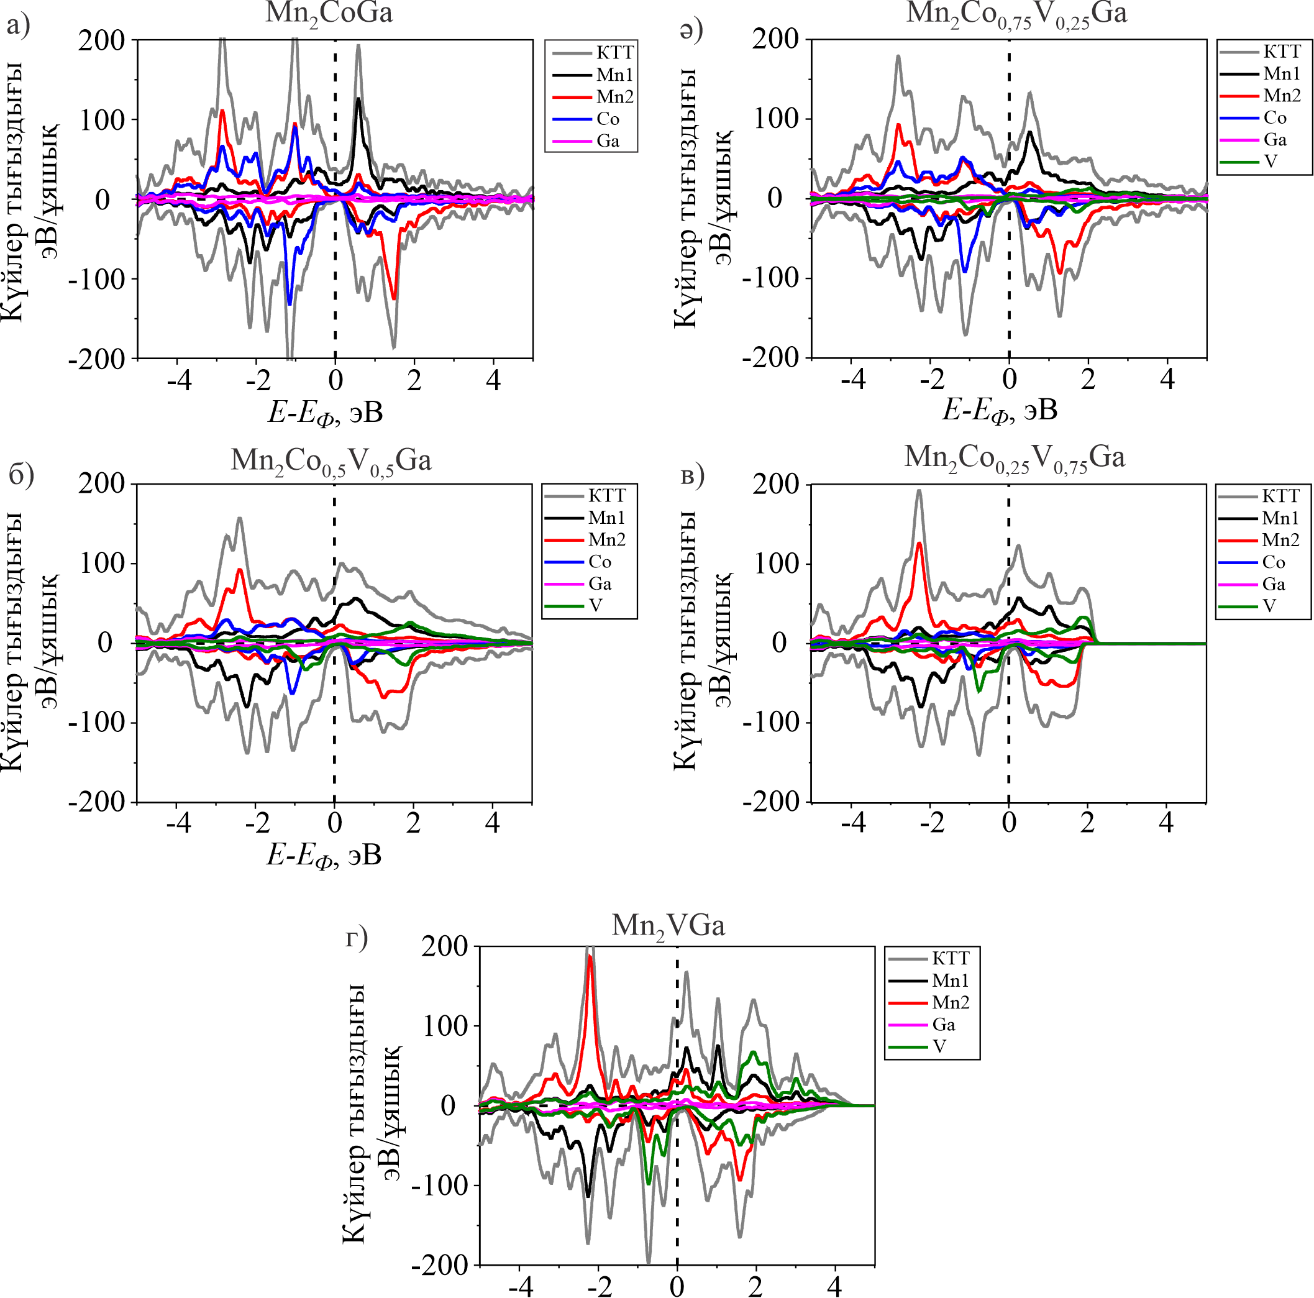 а)
Mn2CoGa
200
100
0
-100
-200
-4
-2
0
2
4
Күйлер тығыздығы
эВ/ұяшық
E-EФ, эВ
КТТ
Mn1
Mn2
Co
Ga
ә)
Mn2Co0,75V0,25Ga
200
100
0
-100
-200
-4
-2
0
2
4
Күйлер тығыздығы
эВ/ұяшық
E-EФ, эВ
КТТ
Mn1
Mn2
Co
Ga
V
б)
Mn2Co0,5V0,5Ga
200
100
0
-100
-200
-4
-2
0
2
4
Күйлер тығыздығы
эВ/ұяшық
E-EФ, эВ
КТТ
Mn1
Mn2
Co
Ga
V
в)
Mn2Co0,25V0,75Ga
200
100
0
-100
-200
-4
-2
0
2
4
Күйлер тығыздығы
эВ/ұяшық
КТТ
Mn1
Mn2
Co
Ga
V
г)
Mn2VGa
200
100
0
-100
-200
-4
-2
0
2
4
Күйлер тығыздығы
эВ/ұяшық
КТТ
Mn1
Mn2
Ga
V